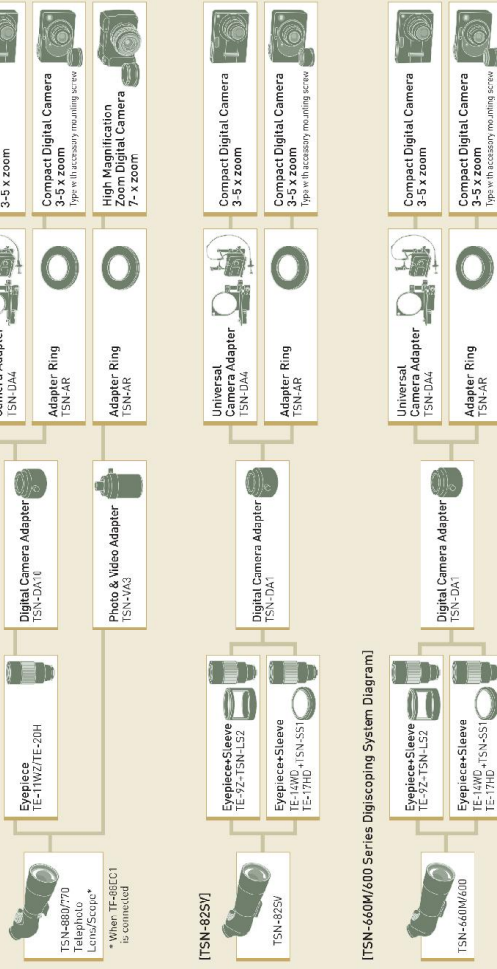 TSN-880/770
Telephoto
Lens/Scope*
* When TF-88EC1
is connected
Eyepiece
TE-11WZ/TE-20H
Digital Camera Adapter
TSN-DA10
Photo & Video Adapter
TSN-VA3
Camera Adapter
TSN-DA4
Adapter Ring
TSN-AR
Adapter Ring
TSN-AR
3-5 x zoom
Compact Digital Camera
3-5 x zoom
Type with accessory mounting screw
High Magnification
Zoom Digital Camera
7- x zoom
[TSN-82SV]
TSN-82SV
Eyepiece+Sleeve
TE-9Z+TSN-LS2
Eyepiece+Sleeve
TE-14WD+TSN-SS1
TE-17HD
Digital Camera Adapter
TSN-DA1
Universal
Camera Adapter
TSN-DA4
Adapter Ring
TSN-AR
Compact Digital Camera
3-5 x zoom
Compact Digital Camera
3-5 x zoom
Type with accessory mounting screw
[TSN-660M/600 Series Digiscoping System Diagram]
TSN-660M/600
Eyepiece+Sleeve
TE-9Z+TSN-LS2
Eyepiece+Sleeve
TE-14WD+TSN-SS1
TE-17HD
Digital Camera Adapter
TSN-DA1
Universal
Camera Adapter
TSN-DA4
Adapter Ring
TSN-AR
Compact Digital Camera
3-5 x zoom
Compact Digital Camera
3-5 x zoom
Type with accessory mounting screw